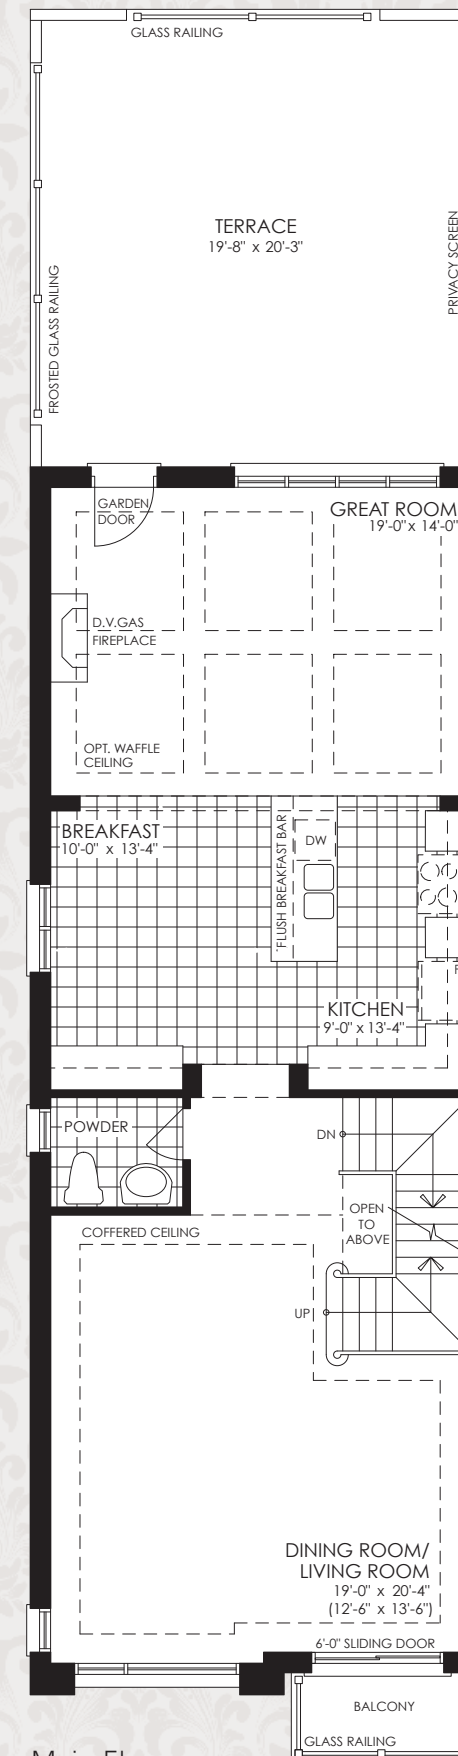 GLASS RAILING
TERRACE
19'-8" x 20'-3"
PRIVACY SCREEN
FROSTED GLASS RAILING
GARDEN
DOOR
GREAT ROOM
19'-0"x 14'-0"
D.V.GAS
FIREPLACE
OPT. WAFFLE
CEILING
BREAKFAST
10'-0" x 13'-4"
FLUSH BREAKFAST BAR
DW
KITCHEN
9'-0" x 13'-4"
POWDER
DN
COFFERED CEILING
OPEN
TO
ABOVE
UP
DINING ROOM/
LIVING ROOM
19'-0" x 20'-4"
(12'-6" x 13'-6")
6'-0" SLIDING DOOR
BALCONY
GLASS RAILING